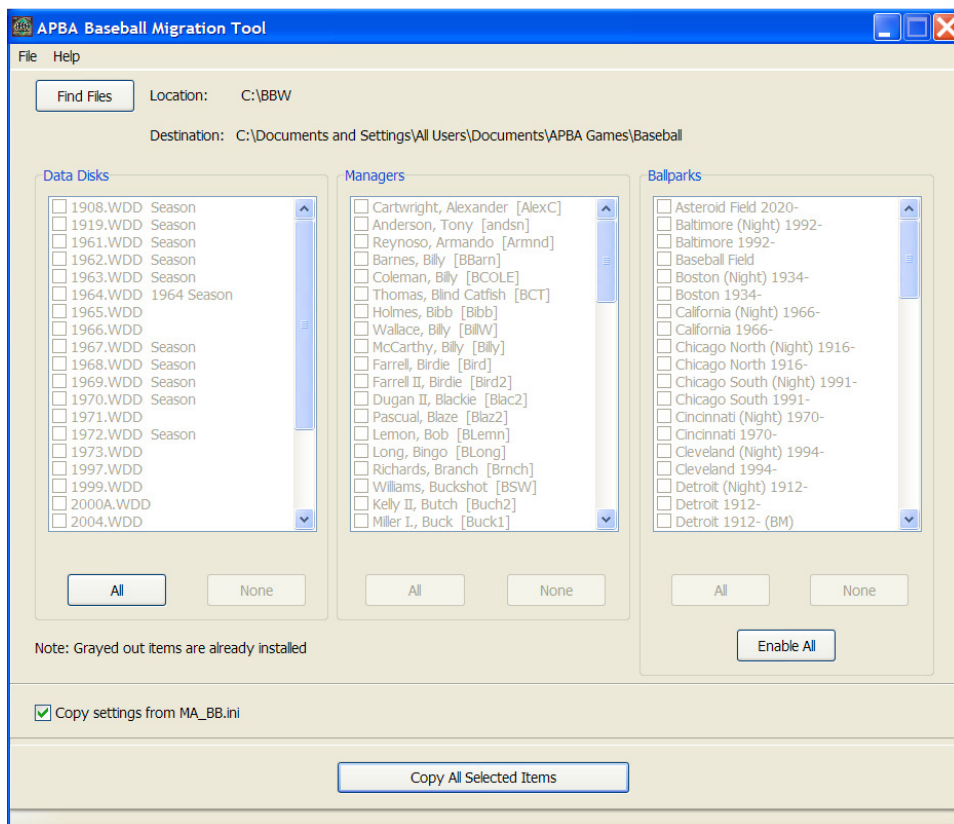 APBA Baseball Migration Tool
File Help
Find Files Location: C:\BBW
Destination: C:\Documents and Settings\All Users\Documents\APBA Games\Baseball
Data Disks
1908.WDD Season
1919.WDD Season
1961.WDD Season
1962.WDD Season
1963.WDD Season
1964.WDD 1964 Season
1965.WDD
1966.WDD
1967.WDD Season
1968.WDD Season
1969.WDD Season
1970.WDD Season
1971.WDD
1972.WDD Season
1973.WDD
1997.WDD
1999.WDD
2000A.WDD
2004.WDD
All None
Managers
Cartwright, Alexander [AlexC]
Anderson, Tony [andsn]
Reynoso, Armando [Armnd]
Barnes, Billy [BBarn]
Coleman, Billy [BCOLE]
Thomas, Blind Catfish [BCT]
Holmes, Bibb [Bibb]
Wallace, Billy [BillW]
McCarthy, Billy [Billy]
Farrel, Birdie [Bird]
Farrell II, Birdie [Bird2]
Dugan II, Blackie [Blac2]
Pascual, Blaze [Blaz2]
Lemon, Bob [BLemn]
Long, Bingo [BLong]
Richards, Branch [Brnch]
Williams, Buckshot [BSW]
Kelly II, Butch [Buch2]
Miller I., Buck [Buck1]
All None
Ballparks
Asteroid Field 2020-
Baltimore (Night) 1992-
Baltimore 1992-
Baseball Field
Boston (Night) 1934-
Boston 1934-
California (Night) 1966-
California 1966-
Chicago North (Night) 1916-
Chicago North 1916-
Chicago South (Night) 1991-
Chicago South 1991-
Cincinnati (Night) 1970-
Cincinnati 1970-
Cleveland (Night) 1994-
Cleveland 1994-
Detroit (Night) 1912-
Detroit 1912-
Detroit 1912- (BM)
All None
Enable All
Note: Grayed out items are already installed
Copy settings from MA_BB.ini
Copy All Selected Items